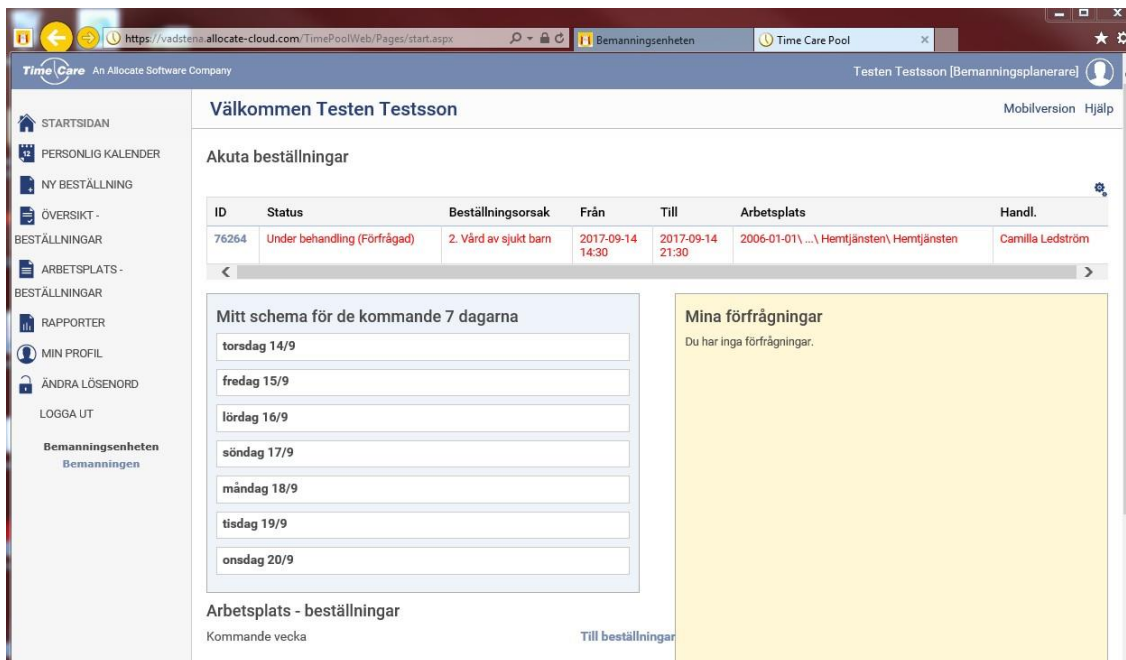 https://vadstena.allocate-cloud.com/TimePoolWeb/Pages/start.aspx
Bemanningsenheten
Time Care Pool
TimeCare An Allocate Software Company
Testen Testsson [Bemanningsplanerare]
STARTSIDAN
PERSONLIG KALENDER
NY BESTÄLLNING
ÖVERSIKT -
BESTÄLLNINGAR
ARBETSPLATS -
BESTÄLLNINGAR
RAPPORTER
MIN PROFIL
ÄNDRA LÖSENORD
LOGGA UT
Bemanningsenheten
Bemanningen
Välkommen Testen Testsson
Mobilversion Hjälp
Akuta beställningar
ID Status Beställningsorsak Från Till Arbetsplats Handl.
76264 Under behandling (Förfrågad) 2. Vård av sjukt barn 2017-09-14 2017-09-14 2006-01-01\ ...\ Hemtjänsten\ Hemtjänsten Camilla Ledström
14:30 21:30
Mitt schema för de kommande 7 dagarna
torsdag 14/9
fredag 15/9
lördag 16/9
söndag 17/9
måndag 18/9
tisdag 19/9
onsdag 20/9
Mina förfrågningar
Du har inga förfrågningar.
Arbetsplats - beställningar
Kommande vecka Till beställningar